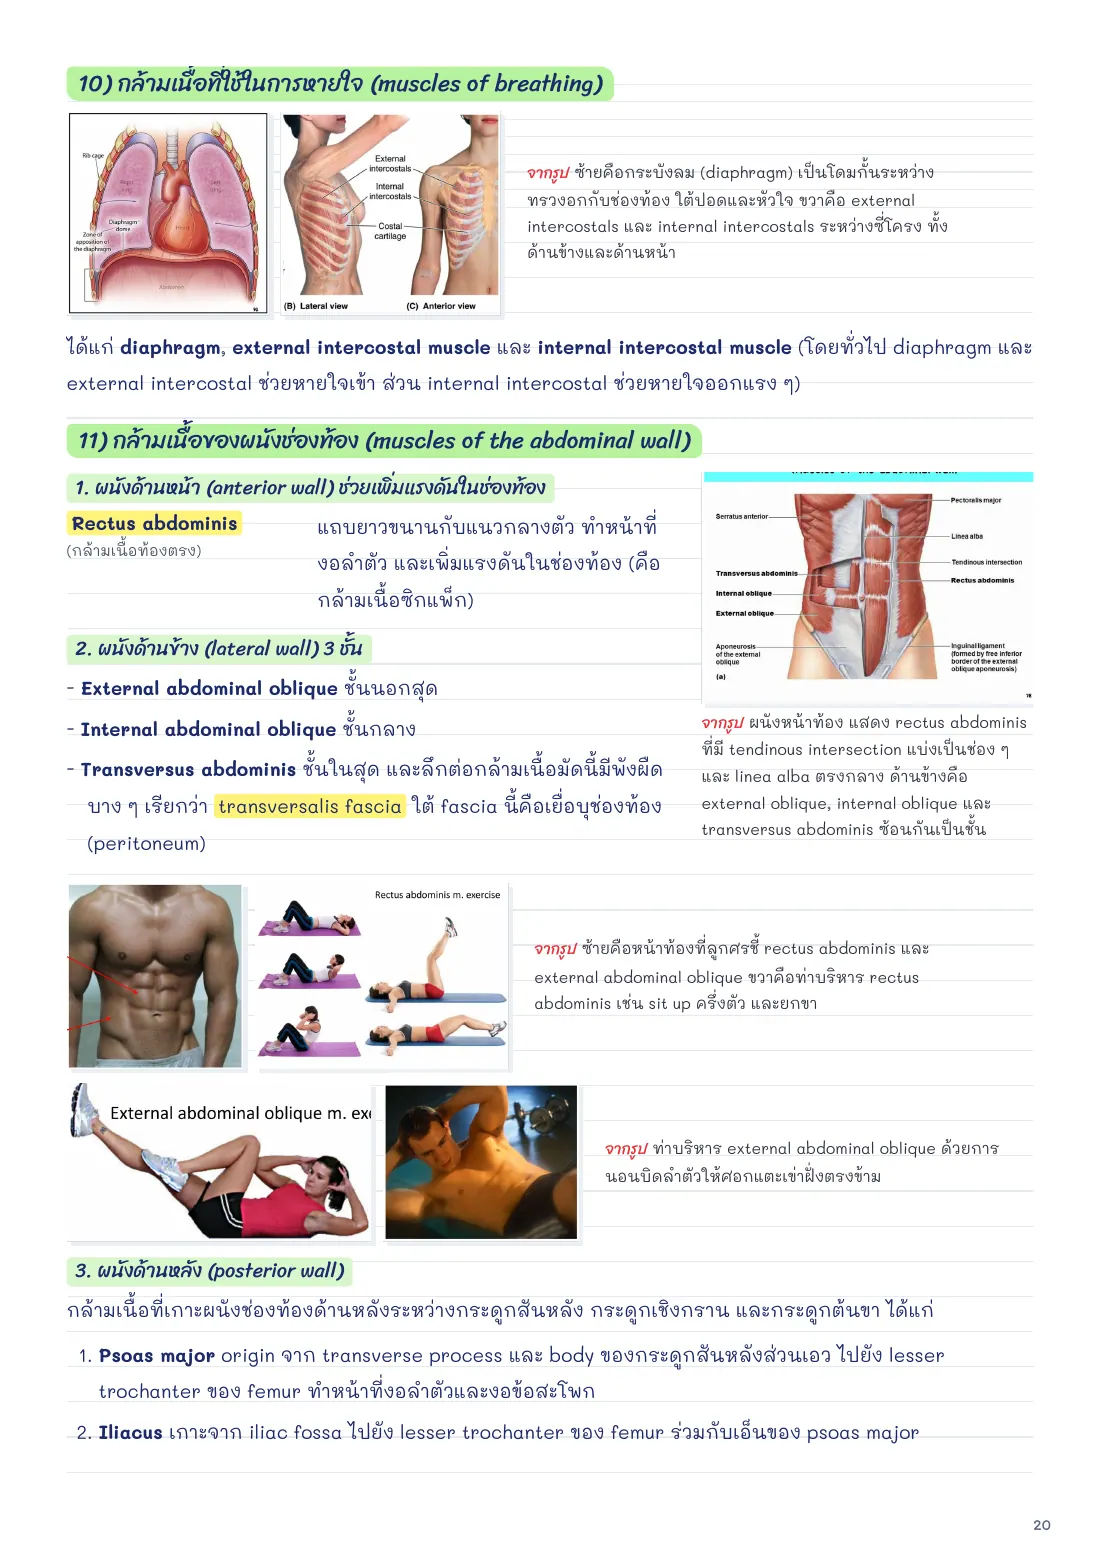 10) กล้ามเนื้อที่ใช้ในการหายใจ (muscles of breathing)
Rib cage
Right lung
Left lung
Heart
Diaphragm dome
Zone of apposition of the diaphragm
Abdomen
External intercostals
Internal intercostals
Costal cartilage
(B) Lateral view
(C) Anterior view
จากรูป ซ้ายคือกระบังลม (diaphragm) เป็นโดมกั้นระหว่าง
ทรวงอกกับช่องท้อง ใต้ปอดและหัวใจ ขวาคือ external
intercostals และ internal intercostals ระหว่างซี่โครง ทั้ง
ด้านข้างและด้านหน้า
ได้แก่ diaphragm, external intercostal muscle และ internal intercostal muscle (โดยทั่วไป diaphragm และ
external intercostal ช่วยหายใจเข้า ส่วน internal intercostal ช่วยหายใจออกแรง ๆ)
11) กล้ามเนื้อของผนังช่องท้อง (muscles of the abdominal wall)
1. ผนังด้านหน้า (anterior wall) ช่วยเพิ่มแรงดันในช่องท้อง
Rectus abdominis
(กล้ามเนื้อท้องตรง)
แถบยาวขนานกับแนวกลางตัว ทำหน้าที่
งอลำตัว และเพิ่มแรงดันในช่องท้อง (คือ
กล้ามเนื้อซิกแพ็ก)
Serratus anterior
Transversus abdominis
Internal oblique
External oblique
Aponeurosis
of the external
oblique
(a)
Pectoralis major
Linea alba
Tendinous intersection
Rectus abdominis
Inguinal ligament
(formed by free inferior
border of the external
oblique aponeurosis)
2. ผนังด้านข้าง (lateral wall) 3 ชั้น
- External abdominal oblique ชั้นนอกสุด
- Internal abdominal oblique ชั้นกลาง
- Transversus abdominis ชั้นในสุด และลึกต่อกล้ามเนื้อมัดนี้มีพังผืด
บาง ๆ เรียกว่า transversalis fascia ใต้ fascia นี้คือเยื่อบุช่องท้อง
(peritoneum)
จากรูป ผนังหน้าท้อง แสดง rectus abdominis
ที่มี tendinous intersection แบ่งเป็นช่อง ๆ
และ linea alba ตรงกลาง ด้านข้างคือ
external oblique, internal oblique และ
transversus abdominis ซ้อนกันเป็นชั้น
Rectus abdominis m. exercise
จากรูป ซ้ายคือหน้าท้องที่ลูกศรชี้ rectus abdominis และ
external abdominal oblique ขวาคือท่าบริหาร rectus
abdominis เช่น sit up ครึ่งตัว และยกขา
External abdominal oblique m. exe
จากรูป ท่าบริหาร external abdominal oblique ด้วยการ
นอนบิดลำตัวให้ศอกแตะเข่าฝั่งตรงข้าม
3. ผนังด้านหลัง (posterior wall)
กล้ามเนื้อที่เกาะผนังช่องท้องด้านหลังระหว่างกระดูกสันหลัง กระดูกเชิงกราน และกระดูกต้นขา ได้แก่
1. Psoas major origin จาก transverse process และ body ของกระดูกสันหลังส่วนเอว ไปยัง lesser
trochanter ของ femur ทำหน้าที่งอลำตัวและงอข้อสะโพก
2. Iliacus เกาะจาก iliac fossa ไปยัง lesser trochanter ของ femur ร่วมกับเอ็นของ psoas major
20